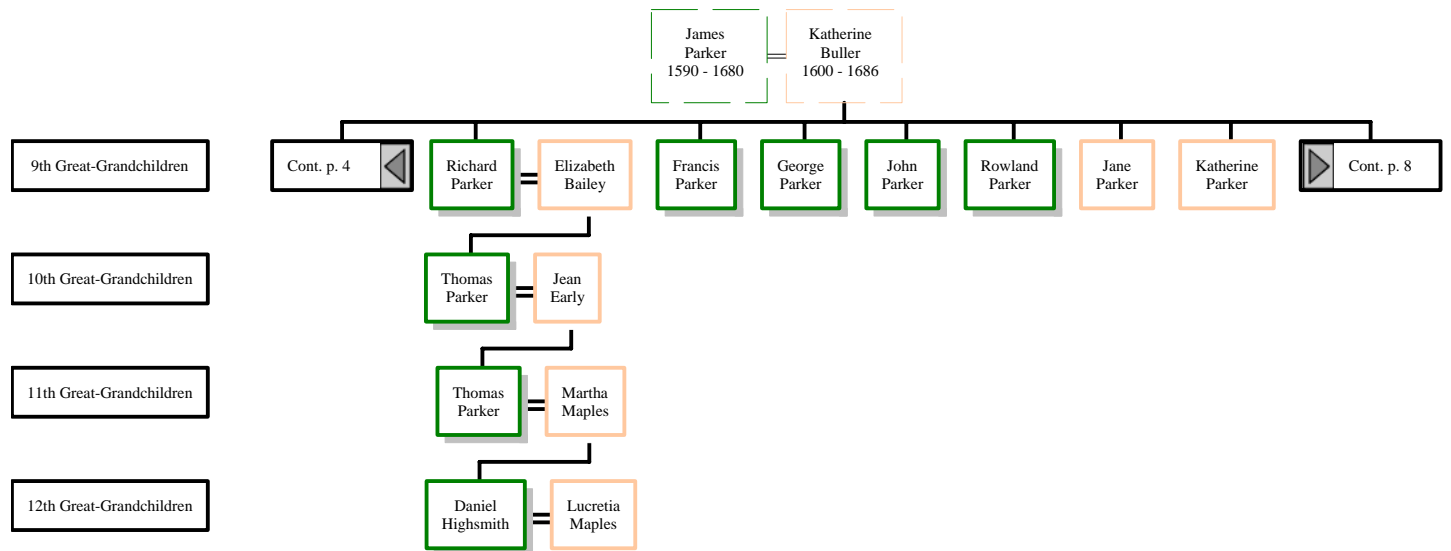 James
Parker
1590 - 1680
Katherine
Buller
1600 - 1686
9th Great-Grandchildren
Cont. p. 4
Richard
Parker
Elizabeth
Bailey
Francis
Parker
George
Parker
John
Parker
Rowland
Parker
Jane
Parker
Katherine
Parker
Cont. p. 8
10th Great-Grandchildren
Thomas
Parker
Jean
Early
11th Great-Grandchildren
Thomas
Parker
Martha
Maples
12th Great-Grandchildren
Daniel
Highsmith
Lucretia
Maples